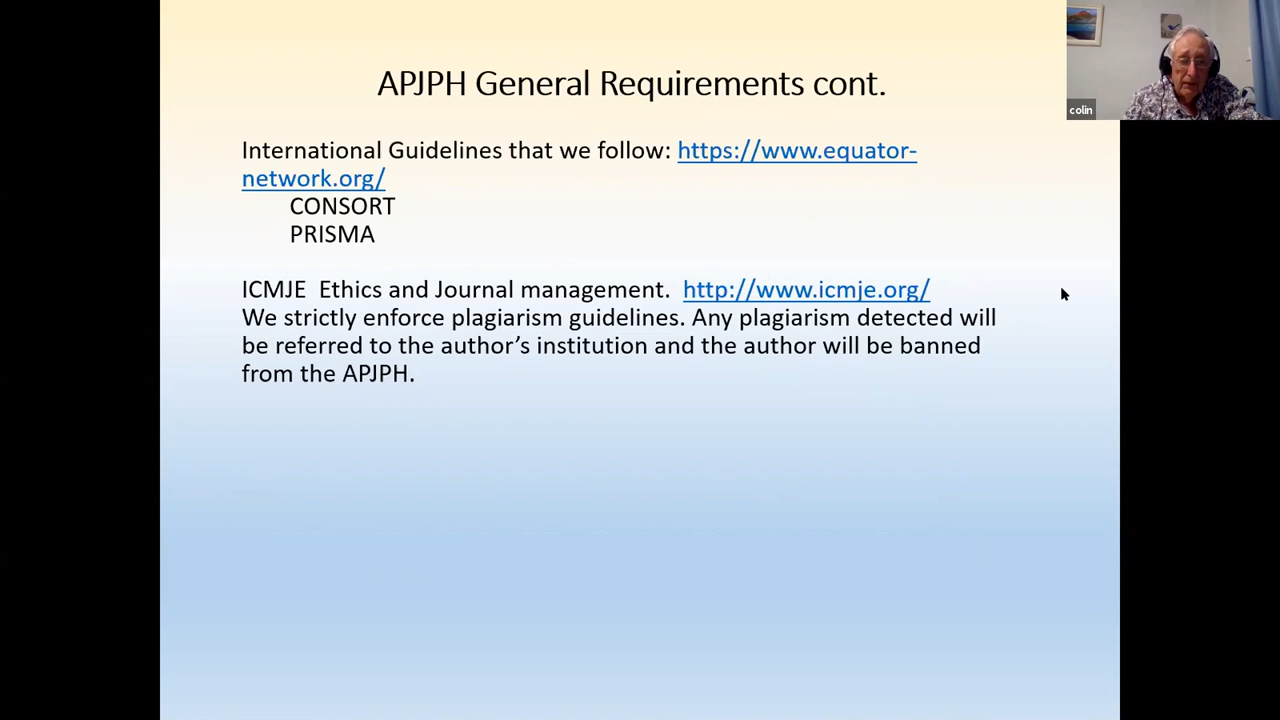 APJPH General Requirements cont.
International Guidelines that we follow: https://www.equator-
network.org/
CONSORT
PRISMA
ICMJE  Ethics and Journal management.  http://www.icmje.org/
We strictly enforce plagiarism guidelines. Any plagiarism detected will
be referred to the author’s institution and the author will be banned
from the APJPH.
colin